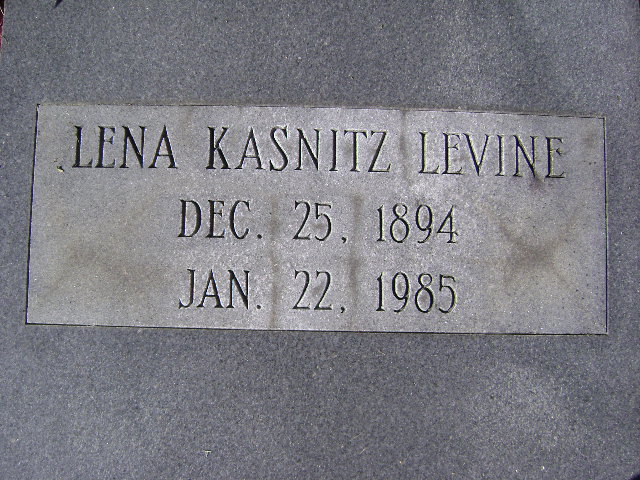 LENA KASNITZ LEVINE
DEC. 25, 1894
JAN. 22, 1985